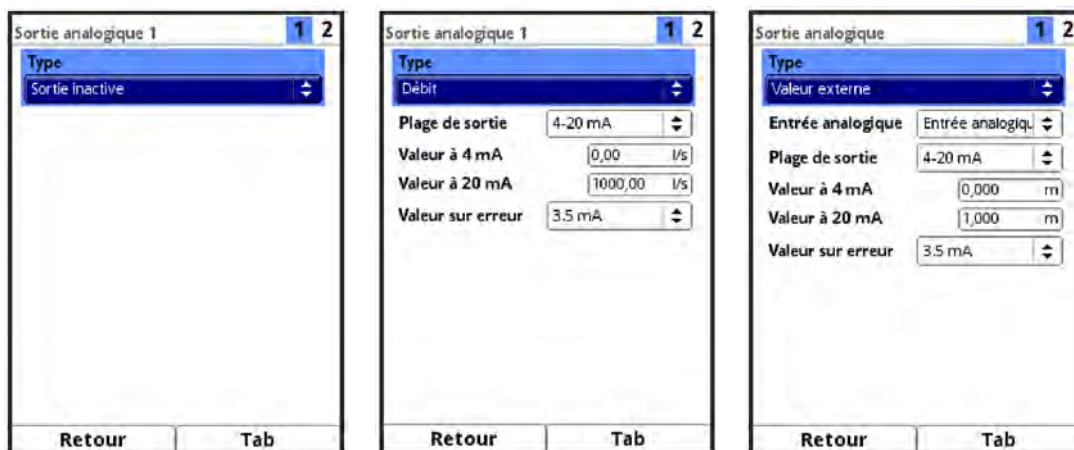 Sortie analogique 1 1 2
Type
Sortie inactive
Retour Tab
Sortie analogique 1 1 2
Type
Débit
Plage de sortie 4-20 mA
Valeur à 4 mA 0,00 l/s
Valeur à 20 mA 1000,00 l/s
Valeur sur erreur 3.5 mA
Retour Tab
Sortie analogique 1 2
Type
Valeur externe
Entrée analogique Entrée analogiqu
Plage de sortie 4-20 mA
Valeur à 4 mA 0,000 m
Valeur à 20 mA 1,000 m
Valeur sur erreur 3.5 mA
Retour Tab